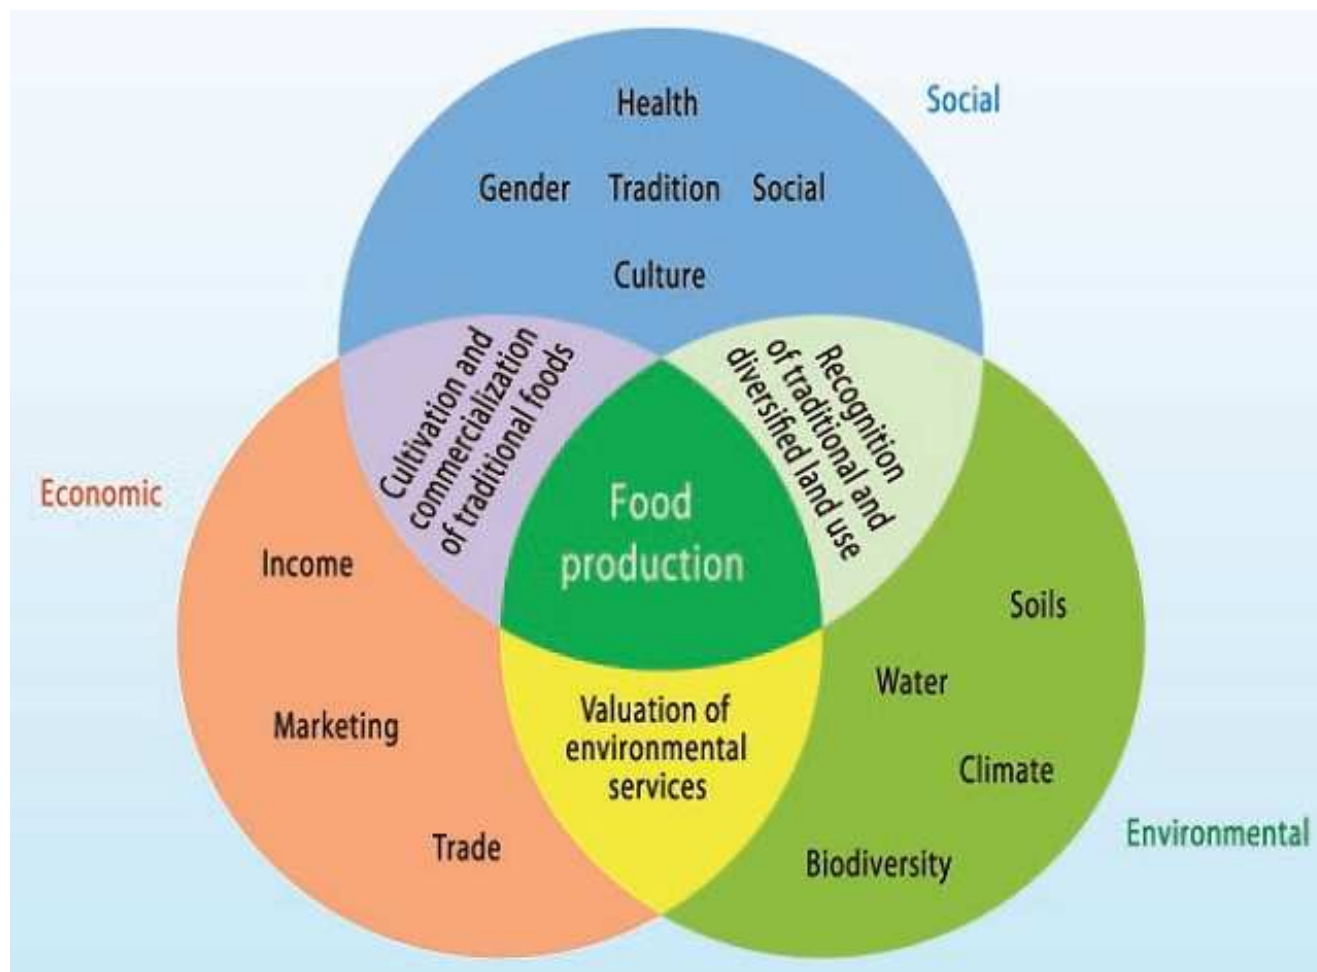 Health
Social
Gender Tradition Social
Culture
Cultivation and
commercialization
of traditional foods
Recognition
of traditional and
diversified land use
Economic
Food
production
Income
Soils
Water
Marketing
Valuation of
environmental
services
Climate
Trade
Environmental
Biodiversity